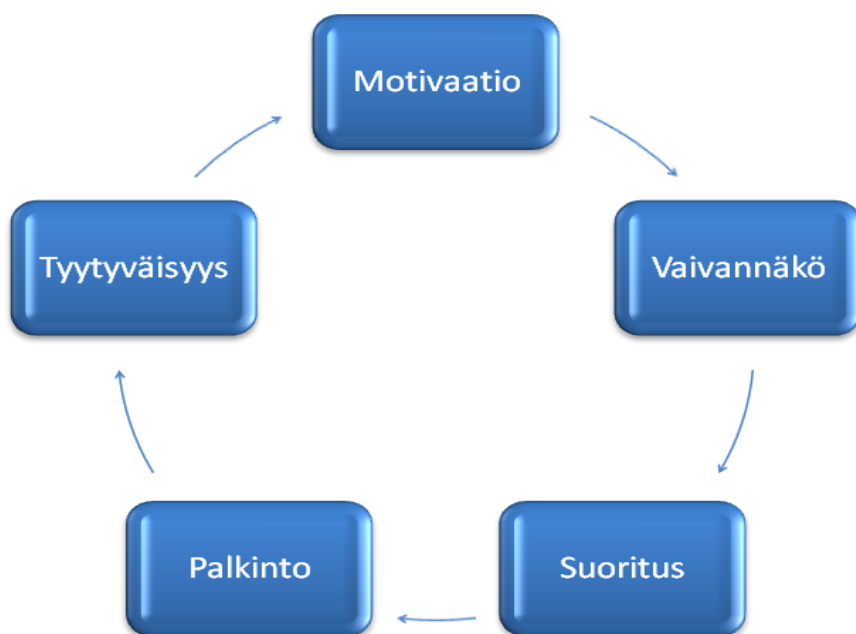 Motivaatio
Vaivannäkö
Suoritus
Palkinto
Tyytyväisyys